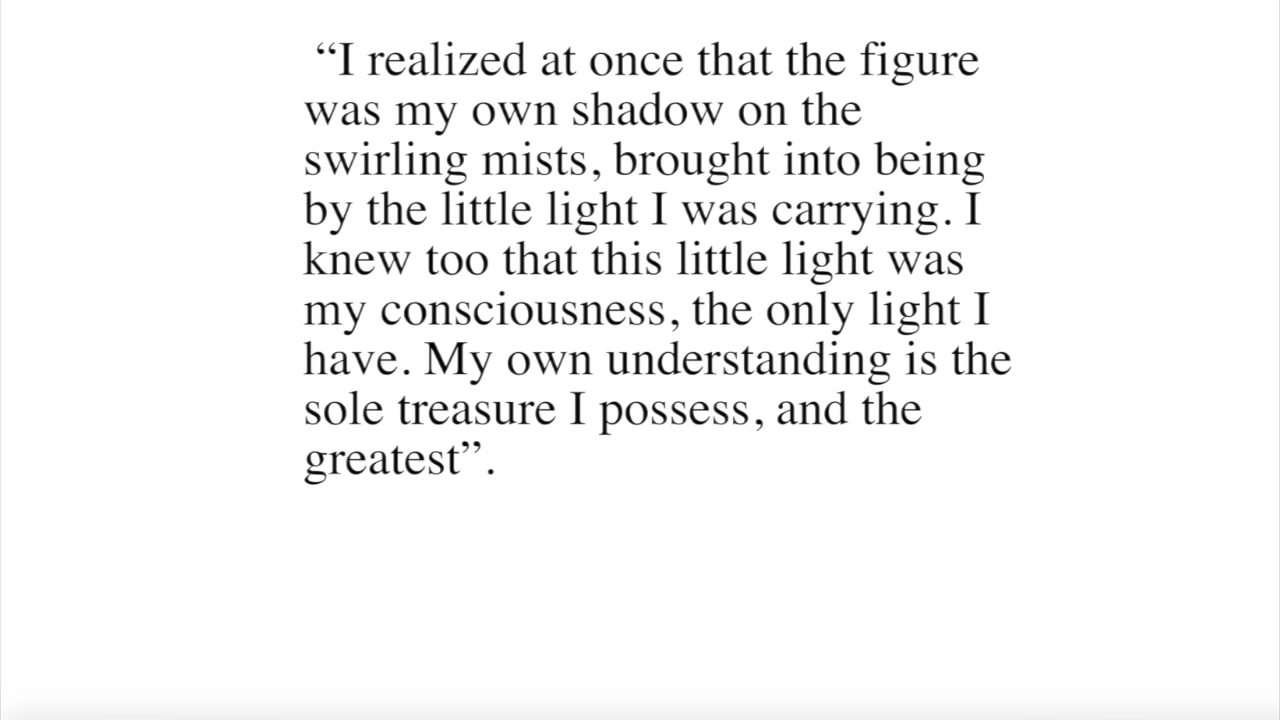 “I realized at once that the figure
was my own shadow on the
swirling mists, brought into being
by the little light I was carrying. I
knew too that this little light was
my consciousness, the only light I
have. My own understanding is the
sole treasure I possess, and the
greatest”.